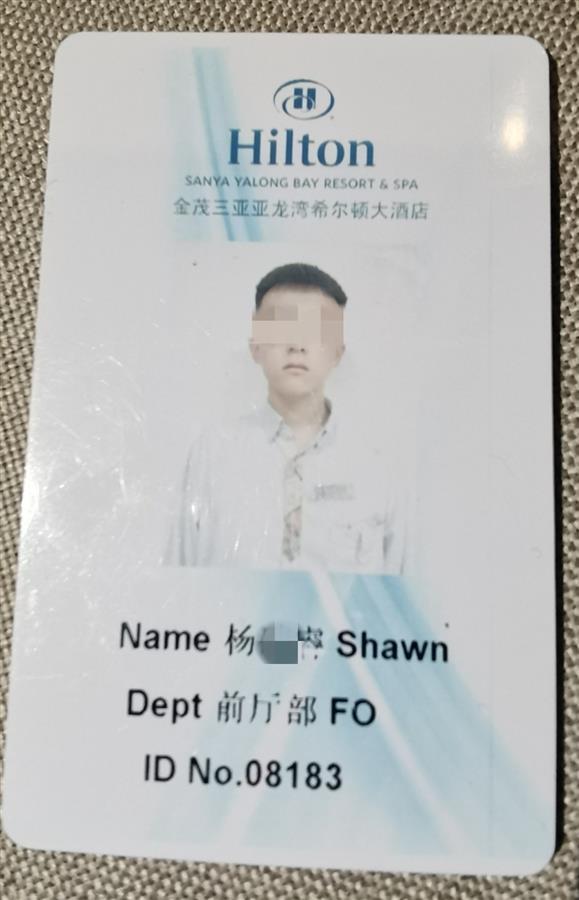 Hilton
SANYA YALONG BAY RESORT & SPA
金茂三亚亚龙湾希尔顿大酒店
Name 杨 Shawn
Dept 前厅部 FO
ID No.08183